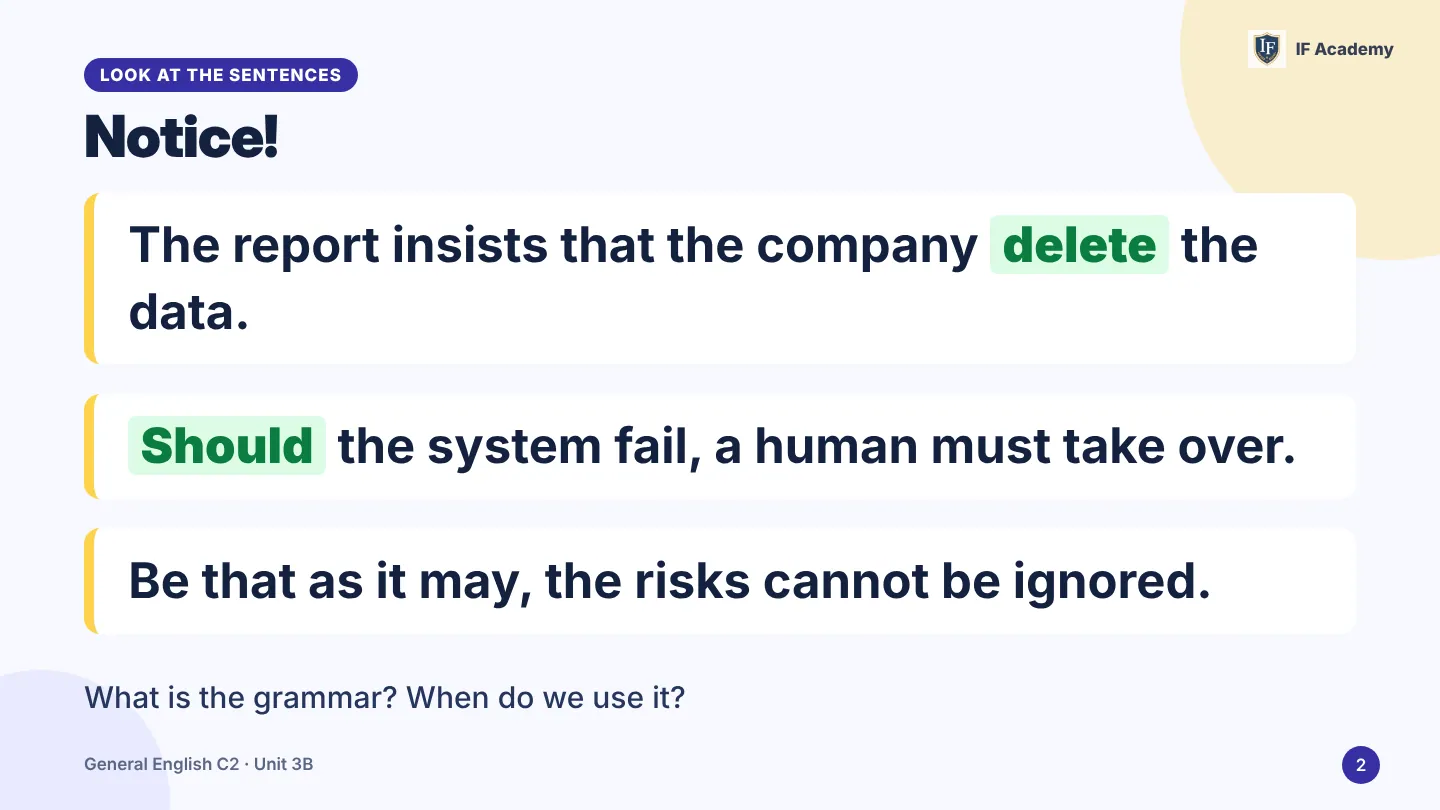 IF
IF Academy
LOOK AT THE SENTENCES
Notice!
The report insists that the company delete the
data.
Should the system fail, a human must take over.
Be that as it may, the risks cannot be ignored.
What is the grammar? When do we use it?
General English C2 · Unit 3B
2